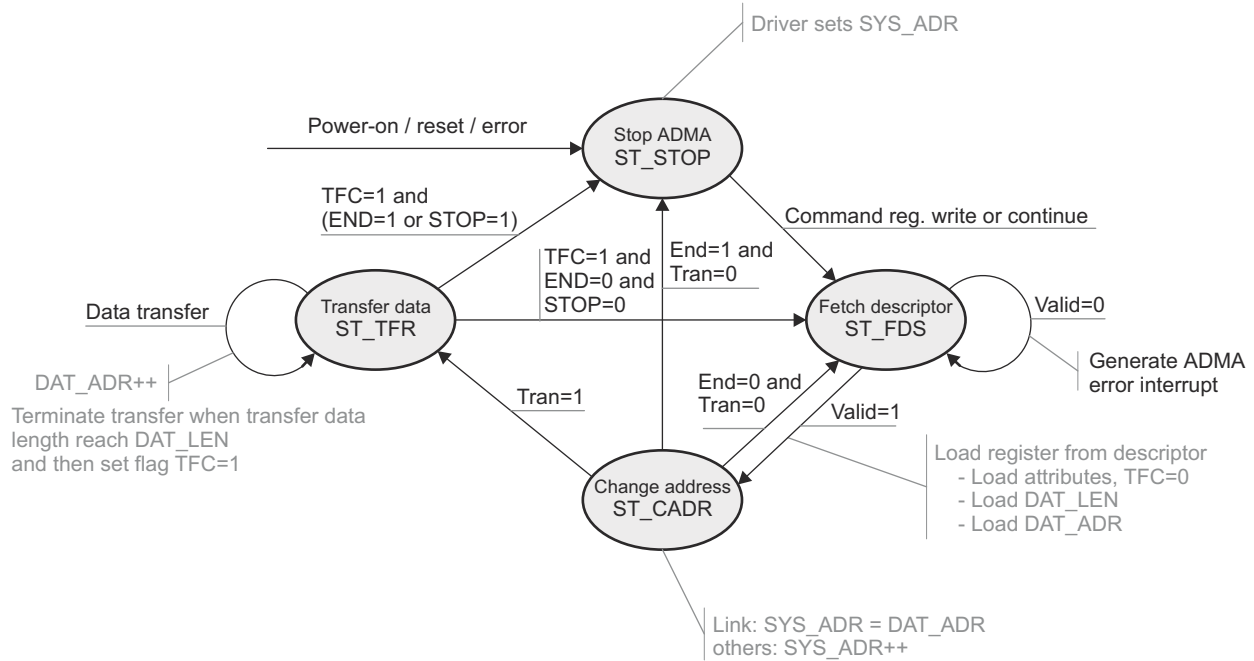 Driver sets SYS_ADR
Power-on / reset / error
Stop ADMA
ST_STOP
TFC=1 and
(END=1 or STOP=1)
Command reg. write or continue
TFC=1 and
END=0 and
STOP=0
End=1 and
Tran=0
Data transfer
Transfer data
ST_TFR
Fetch descriptor
ST_FDS
Valid=0
Generate ADMA
error interrupt
DAT_ADR++
Terminate transfer when transfer data
length reach DAT_LEN
and then set flag TFC=1
Tran=1
End=0 and
Tran=0
Valid=1
Load register from descriptor
- Load attributes, TFC=0
- Load DAT_LEN
- Load DAT_ADR
Change address
ST_CADR
Link: SYS_ADR = DAT_ADR
others: SYS_ADR++